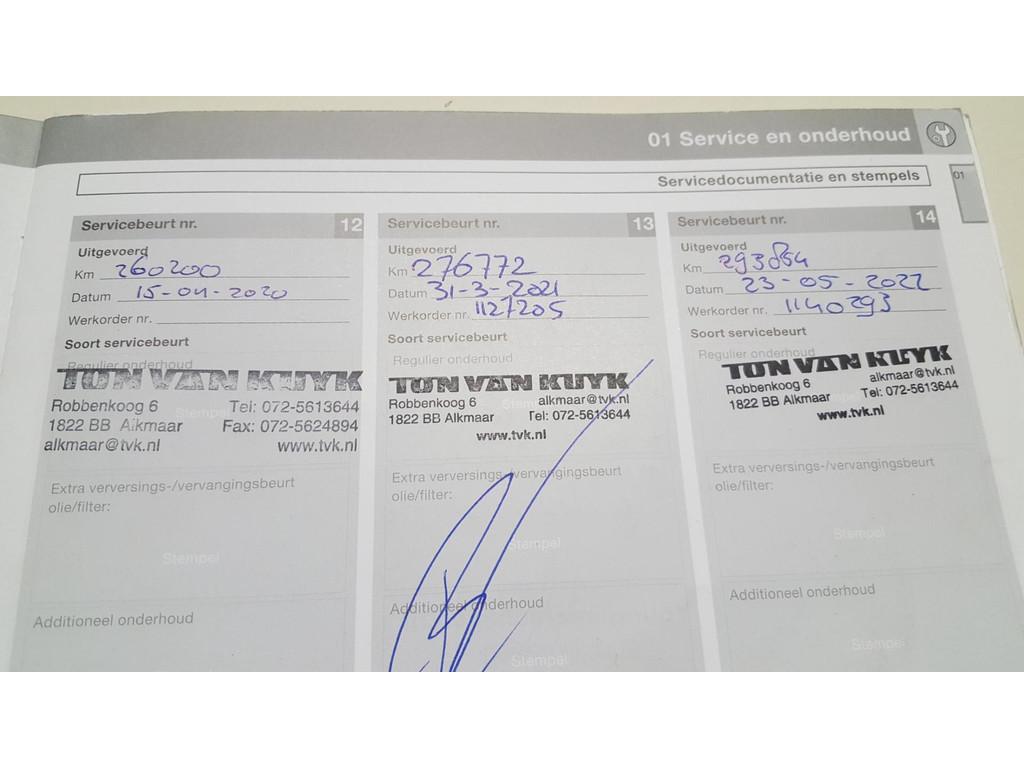 01 Service en onderhoud
Servicedocumentatie en stempels
01
Servicebeurt nr. 12
Uitgevoerd
Km 260200
Datum 15-04-2020
Werkorder nr.
Soort servicebeurt
Regulier onderhoud
TON VAN KUYK
Stempel
Robbenkoog 6 Tel: 072-5613644
1822 BB Alkmaar Fax: 072-5624894
alkmaar@tvk.nl www.tvk.nl
Extra verversings-/vervangingsbeurt
olie/filter:
Stempel
Additioneel onderhoud
Servicebeurt nr. 13
Uitgevoerd
Km 276772
Datum 31-3-2021
Werkorder nr. 1127205
Soort servicebeurt
Regulier onderhoud
TON VAN KUYK
Robbenkoog 6 alkmaar@tvk.nl
1822 BB Alkmaar Tel: 072-5613644
www.tvk.nl
Extra verversings-/vervangingsbeurt
olie/filter:
Stempel
Additioneel onderhoud
Stempel
Servicebeurt nr. 14
Uitgevoerd
Km 293854
Datum 23-05-2022
Werkorder nr. 1140293
Soort servicebeurt
Regulier onderhoud
TON VAN KUYK
Robbenkoog 6 alkmaar@tvk.nl
1822 BB Alkmaar Tel: 072-5613644
www.tvk.nl
Extra verversings-/vervangingsbeurt
olie/filter:
Stempel
Additioneel onderhoud
Stempel